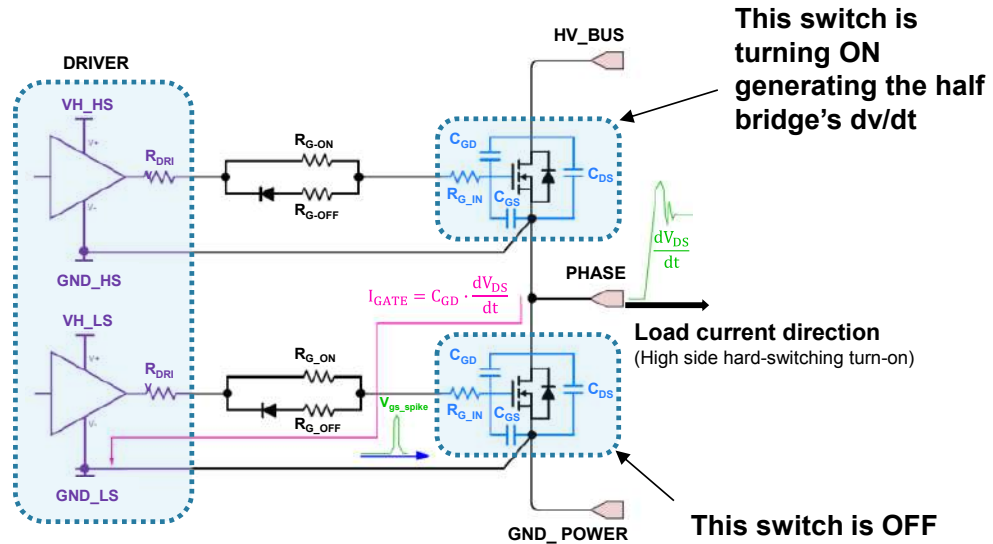 This switch is
turning ON
generating the half
bridge's dv/dt
HV_BUS
DRIVER
VH_HS
V+
R_DRI
V-
GND_HS
R_G-ON
R_G-OFF
C_GD
R_G_IN
C_GS
C_DS
dV_DS
dt
PHASE
I_GATE = C_GD · dV_DS
dt
Load current direction
(High side hard-switching turn-on)
VH_LS
V+
R_DRI
V-
GND_LS
R_G_ON
R_G_OFF
V_gs_spike
C_GD
R_G_IN
C_GS
C_DS
GND_ POWER
This switch is OFF